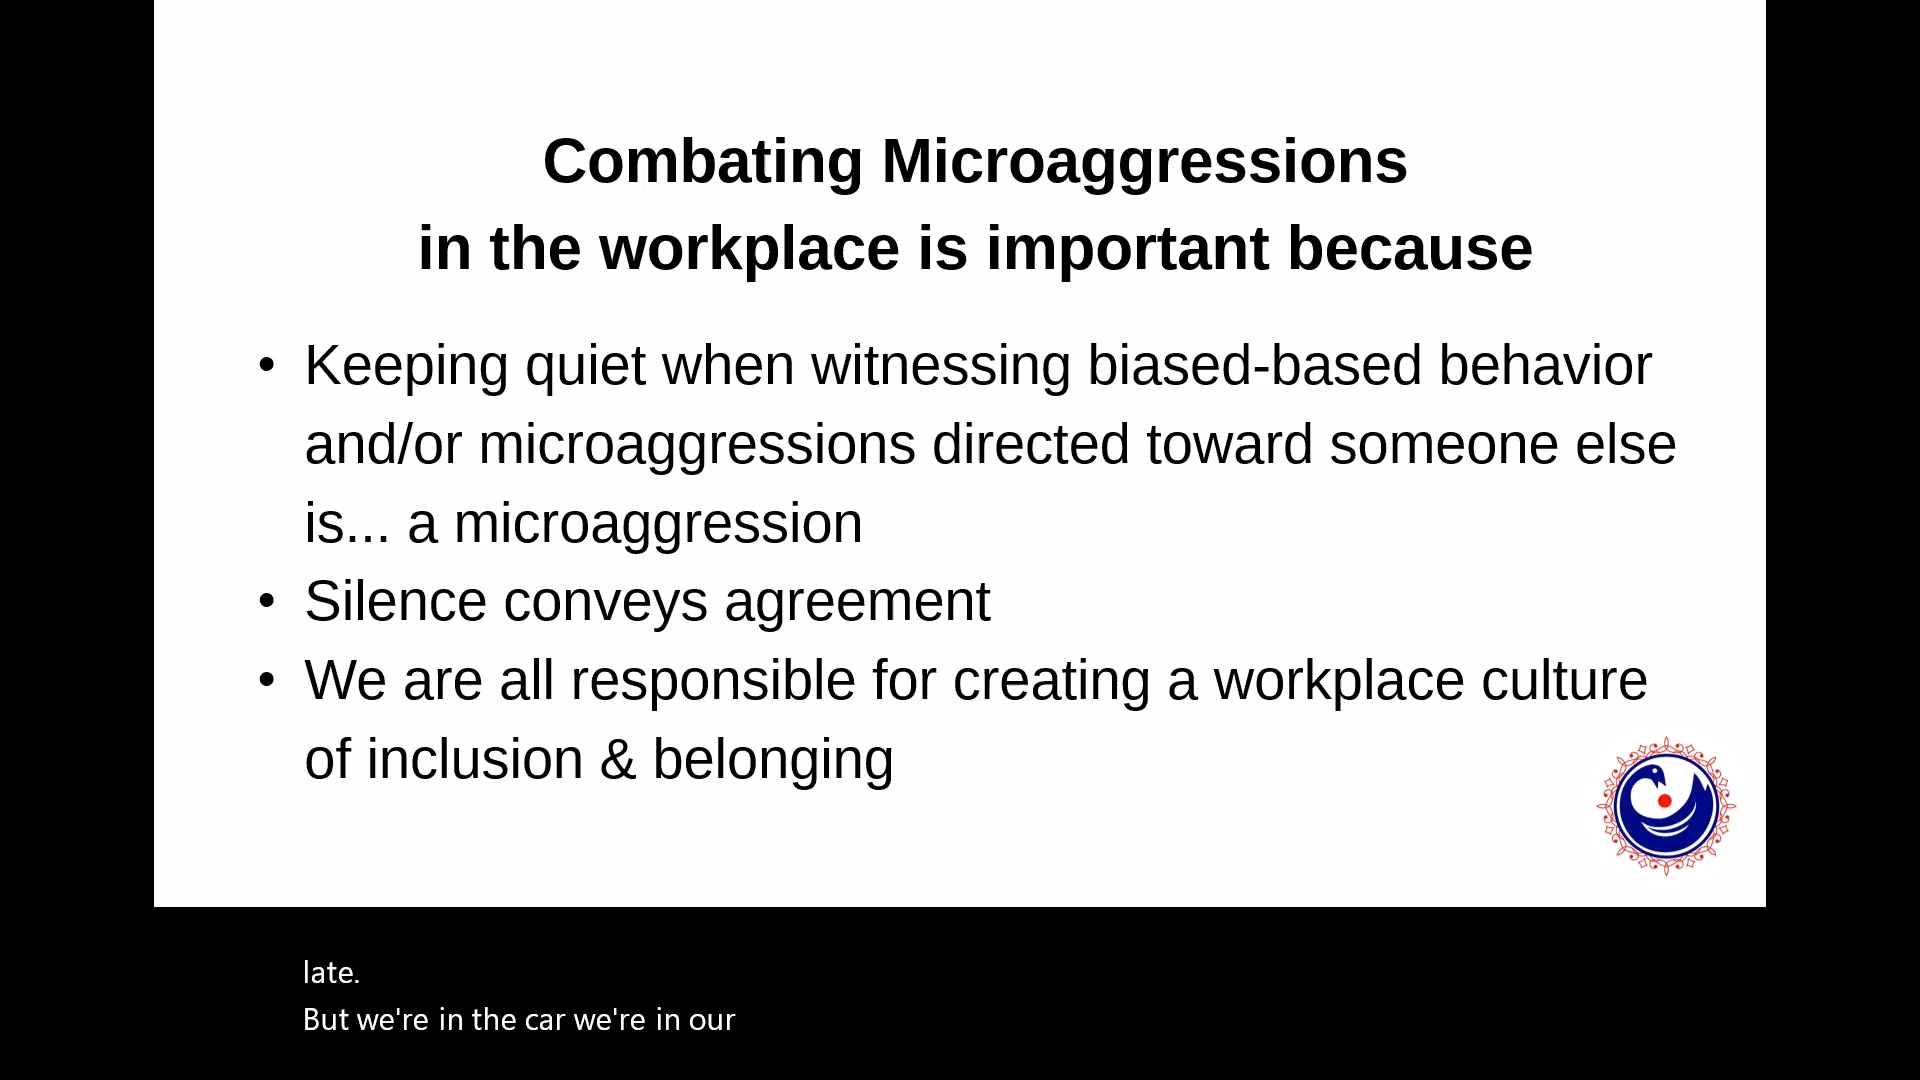 Combating Microaggressions
in the workplace is important because
• Keeping quiet when witnessing biased-based behavior
and/or microaggressions directed toward someone else
is... a microaggression
• Silence conveys agreement
• We are all responsible for creating a workplace culture
of inclusion & belonging
late.
But we're in the car we're in our